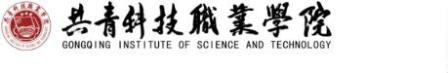 共青科技職業學院
GONGQING INSTITUTE OF SCIENCE AND TECHNOLOGY